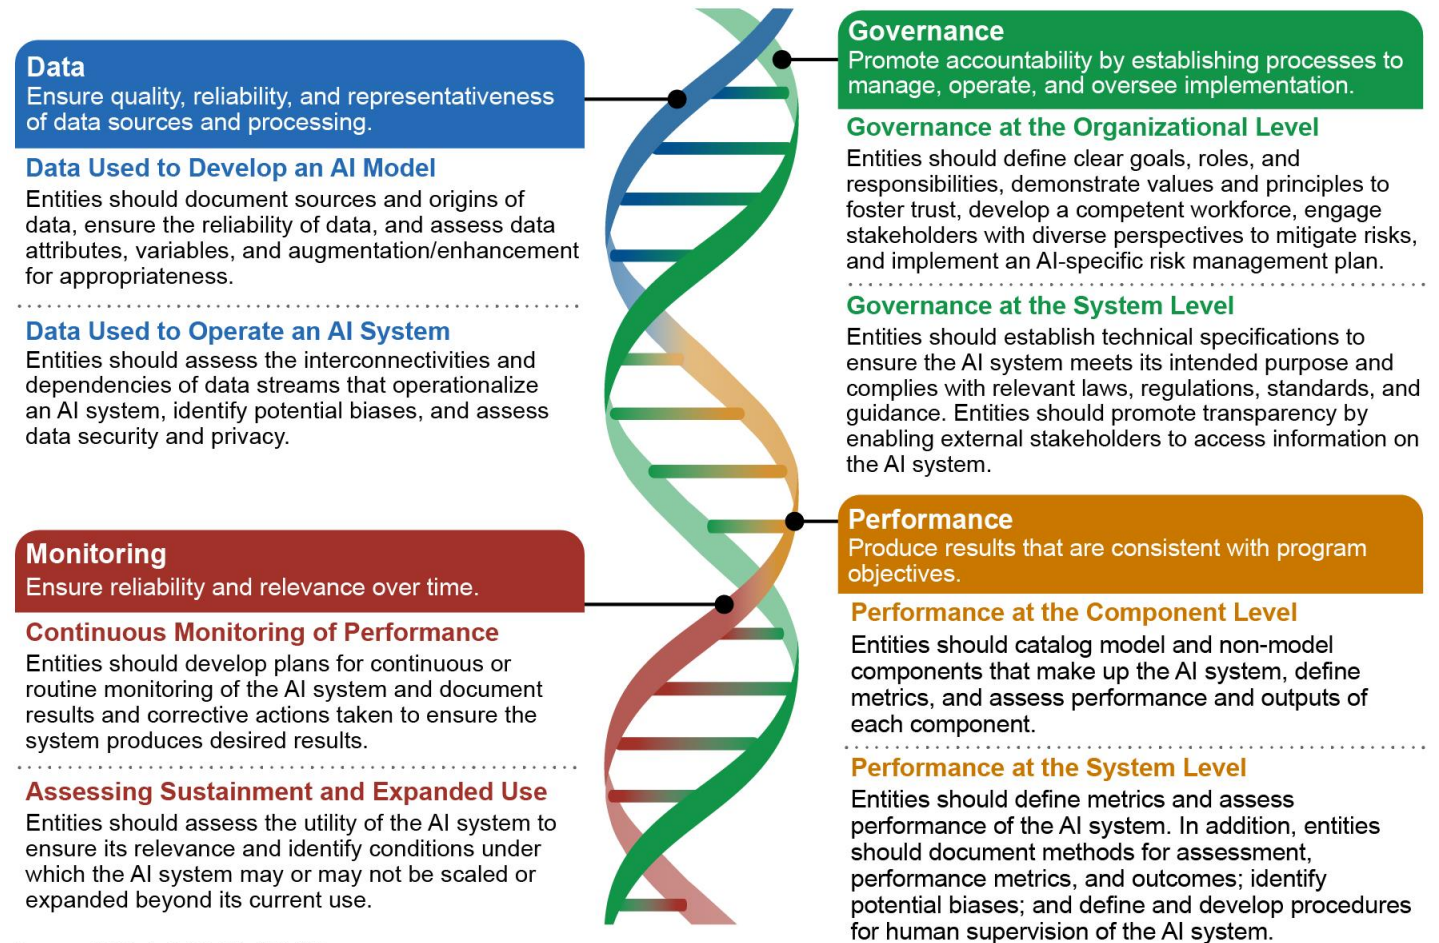 Data
Ensure quality, reliability, and representativeness
of data sources and processing.
Data Used to Develop an AI Model
Entities should document sources and origins of
data, ensure the reliability of data, and assess data
attributes, variables, and augmentation/enhancement
for appropriateness.
Data Used to Operate an AI System
Entities should assess the interconnectivities and
dependencies of data streams that operationalize
an AI system, identify potential biases, and assess
data security and privacy.
Monitoring
Ensure reliability and relevance over time.
Continuous Monitoring of Performance
Entities should develop plans for continuous or
routine monitoring of the AI system and document
results and corrective actions taken to ensure the
system produces desired results.
Assessing Sustainment and Expanded Use
Entities should assess the utility of the AI system to
ensure its relevance and identify conditions under
which the AI system may or may not be scaled or
expanded beyond its current use.
Governance
Promote accountability by establishing processes to
manage, operate, and oversee implementation.
Governance at the Organizational Level
Entities should define clear goals, roles, and
responsibilities, demonstrate values and principles to
foster trust, develop a competent workforce, engage
stakeholders with diverse perspectives to mitigate risks,
and implement an AI-specific risk management plan.
Governance at the System Level
Entities should establish technical specifications to
ensure the AI system meets its intended purpose and
complies with relevant laws, regulations, standards, and
guidance. Entities should promote transparency by
enabling external stakeholders to access information on
the AI system.
Performance
Produce results that are consistent with program
objectives.
Performance at the Component Level
Entities should catalog model and non-model
components that make up the AI system, define
metrics, and assess performance and outputs of
each component.
Performance at the System Level
Entities should define metrics and assess
performance of the AI system. In addition, entities
should document methods for assessment,
performance metrics, and outcomes; identify
potential biases; and define and develop procedures
for human supervision of the AI system.